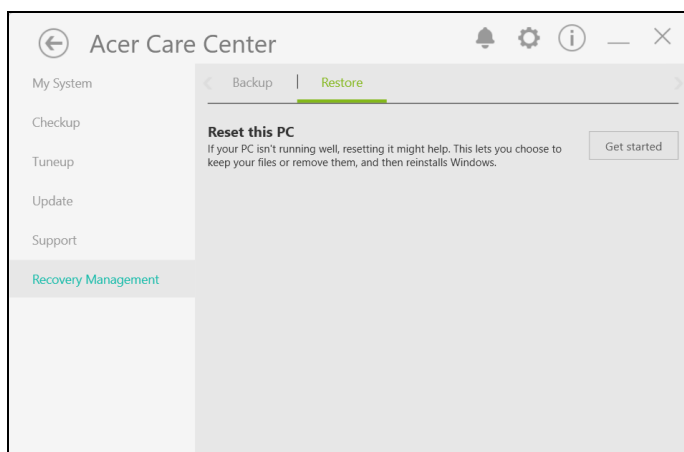 Acer Care Center
My System
Backup
Restore
Checkup
Reset this PC
If your PC isn't running well, resetting it might help. This lets you choose to
keep your files or remove them, and then reinstalls Windows.
Get started
Tuneup
Update
Support
Recovery Management